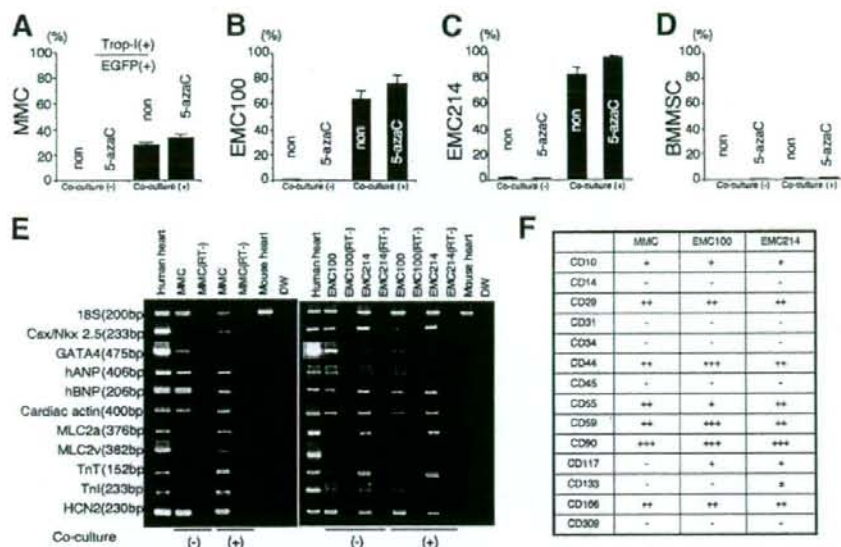 A
(%)
Trop-I(+)
EGFP(+)
100
80
60
40
20
0
MMC
non
5-azaC
non
5-azaC
Co-culture (-)
Co-culture (+)
B
(%)
100
80
60
40
20
0
EMC100
non
5-azaC
non
5-azaC
Co-culture (-)
Co-culture (+)
C
(%)
100
80
60
40
20
0
EMC214
non
5-azaC
non
5-azaC
Co-culture (-)
Co-culture (+)
D
(%)
100
80
60
40
20
0
BMMSC
non
5-azaC
non
5-azaC
Co-culture (-)
Co-culture (+)
E
Human heart
MMC
MMC(RT-)
MMC
MMC(RT-)
Mouse heart
DW
Human heart
EMC100
EMC100(RT-)
EMC214
EMC214(RT-)
EMC100
EMC100(RT-)
EMC214
EMC214(RT-)
Mouse heart
DW
18S(200bp
Csx/Nkx 2.5(233bp
GATA4(475bp
hANP(406bp
hBNP(206bp
Cardiac actin(400bp
MLC2a(376bp
MLC2v(382bp
TnT(152bp
TnI(233bp
HCN2(230bp
Co-culture
(-)
(+)
(-)
(+)
F
MMC EMC100 EMC214
CD10 + + +
CD14 - - -
CD29 ++ ++ ++
CD31 - - -
CD34 - - -
CD44 ++ +++ ++
CD45 - - -
CD55 ++ + ++
CD59 ++ +++ ++
CD90 +++ +++ +++
CD117 - + +
CD133 - -
CD166 ++ ++ ++
CD309 - - -